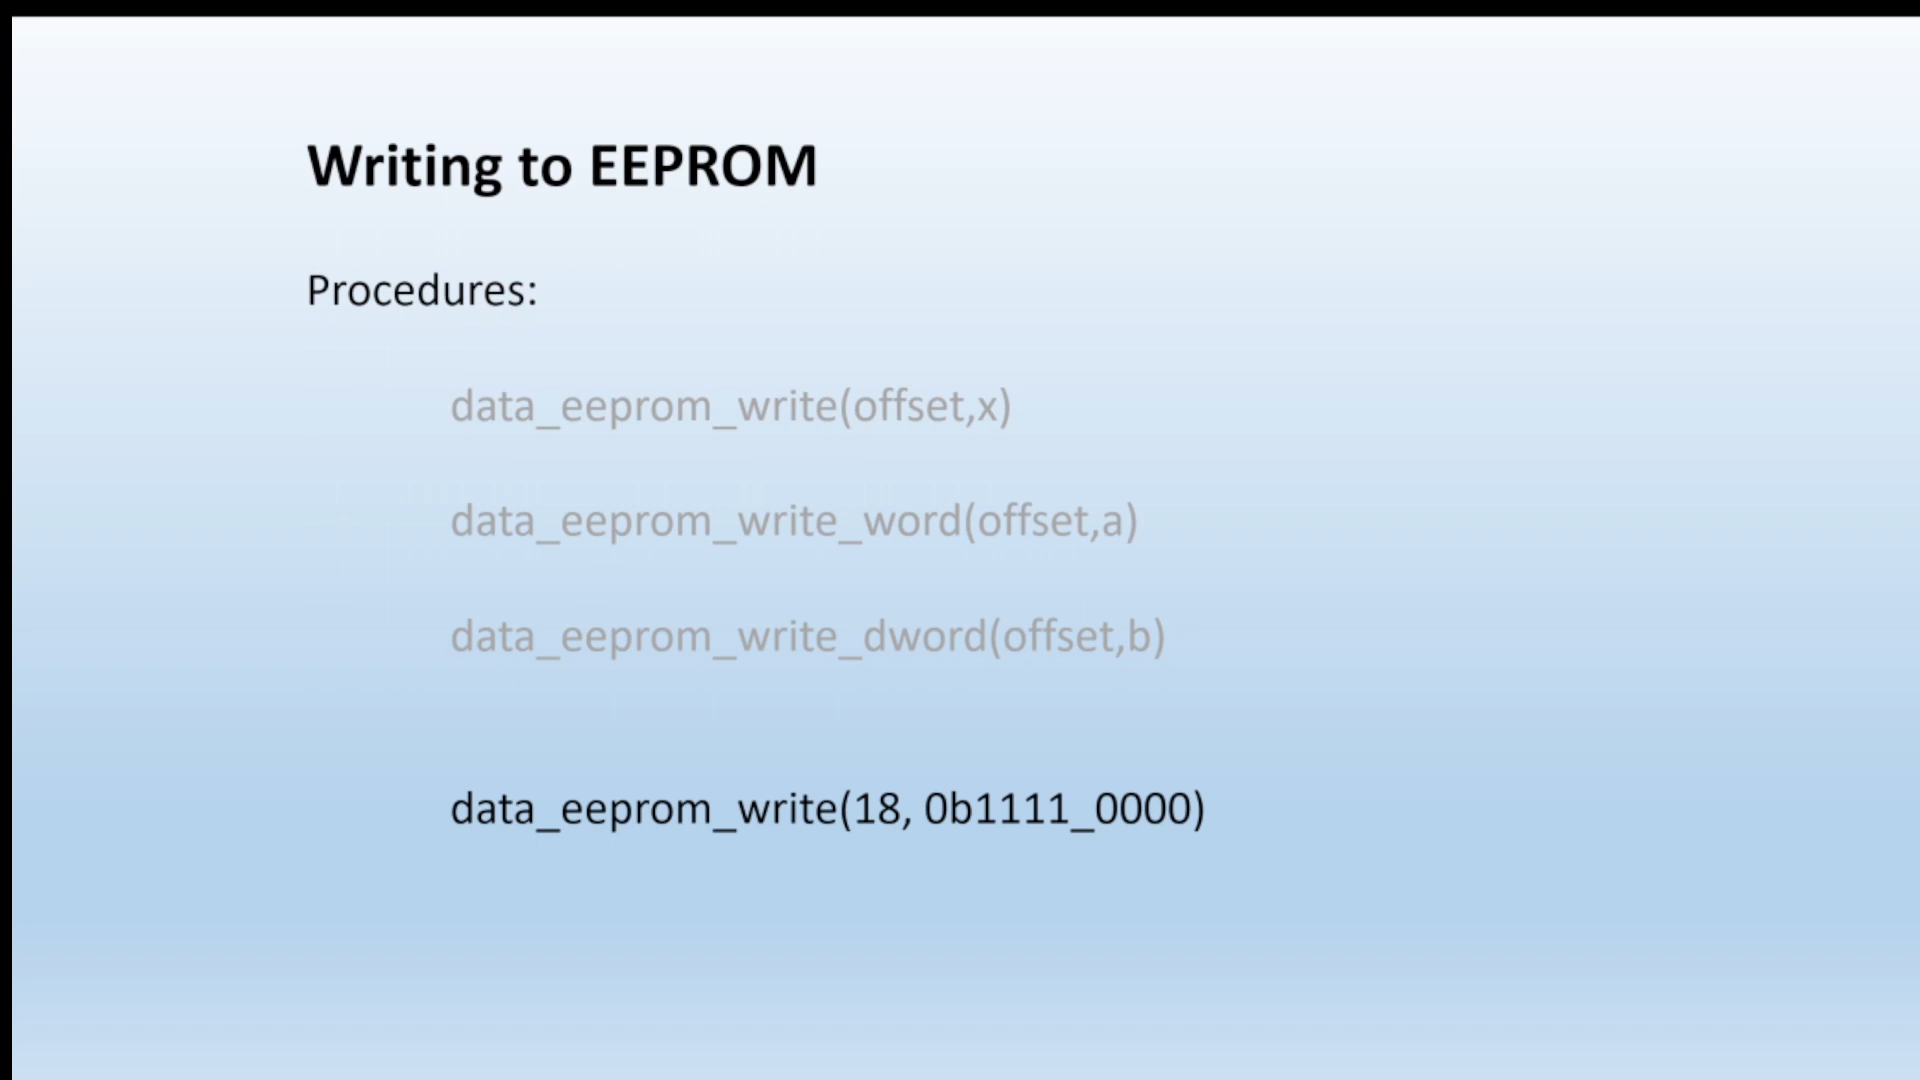 Writing to EEPROM
Procedures:
data_eeprom_write(offset,x)
data_eeprom_write_word(offset,a)
data_eeprom_write_dword(offset,b)
data_eeprom_write(18, 0b1111_0000)